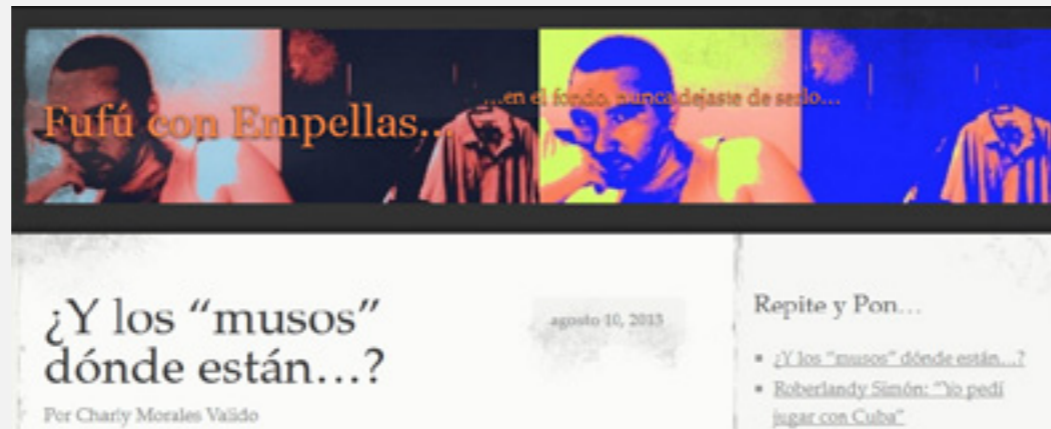 Fufú con Empellas...
...en el fondo, nunca dejaste de serlo...
¿Y los “musos”
dónde están...?
agosto 10, 2013
Por Charly Morales Valido
Repite y Pon...
¿Y los “musos” dónde están...?
Roberlandy Simón: “Yo pedí
jugar con Cuba”